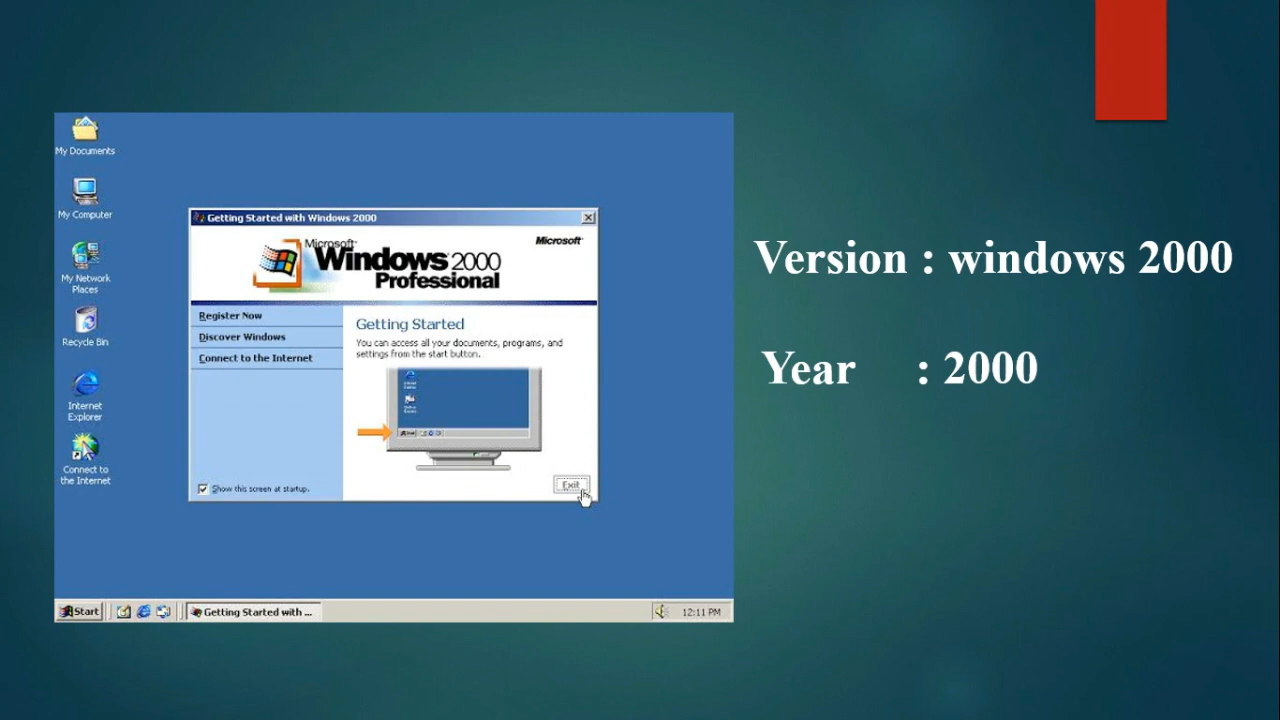 My Documents
My Computer
My Network
Places
Recycle Bin
Internet
Explorer
Connect to
the Internet
Getting Started with Windows 2000
Microsoft
Windows 2000
Professional
Microsoft
Register Now
Discover Windows
Connect to the Internet
Getting Started
You can access all your documents, programs, and
settings from the start button.
Show this screen at startup.
Exit
Start
Getting Started with ...
12:11 PM
Version : windows 2000
Year : 2000